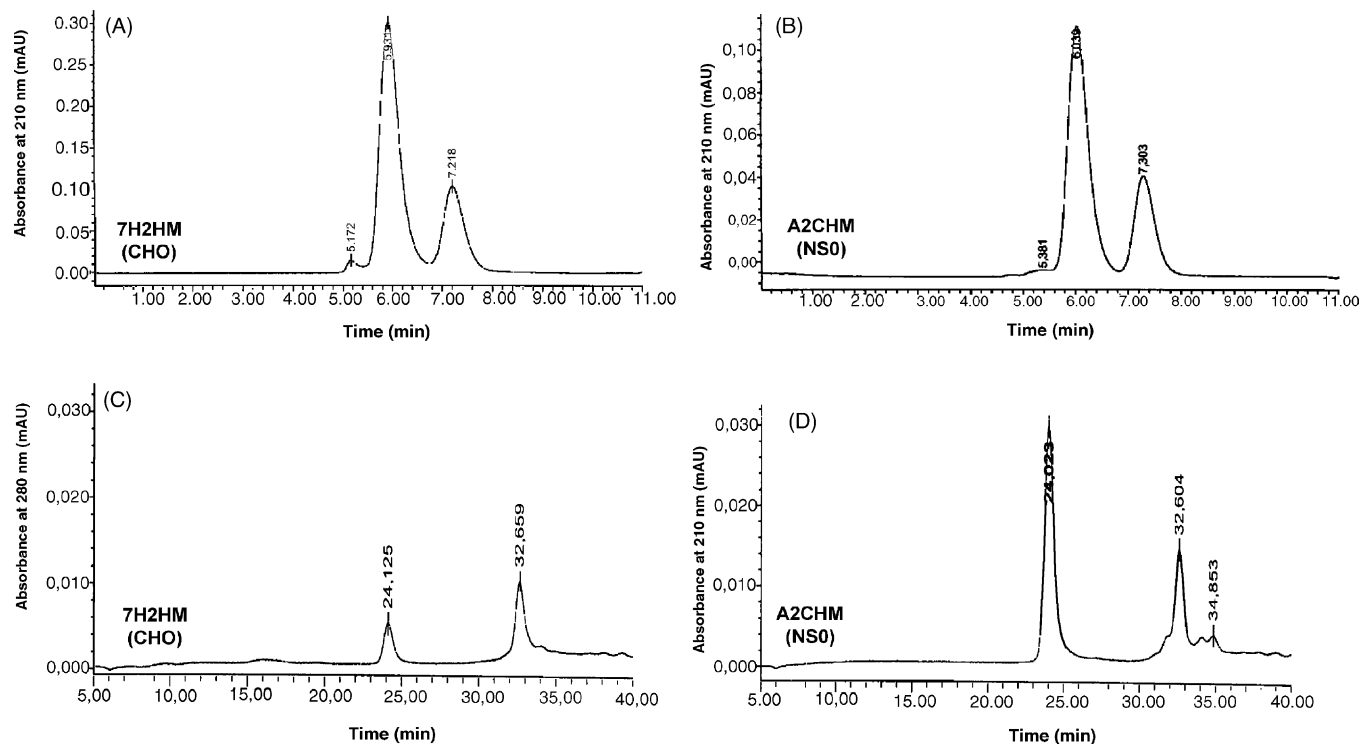 (A)
Absorbance at 210 nm (mAU)
0.30
0.25
0.20
0.15
0.10
0.05
0.00
5.172
5.931
7.218
7H2HM
(CHO)
1.00 2.00 3.00 4.00 5.00 6.00 7.00 8.00 9.00 10.00 11.00
Time (min)
(B)
Absorbance at 210 nm (mAU)
0,10
0,08
0,06
0,04
0,02
0,00
5,381
6,039
7,303
A2CHM
(NS0)
1.00 2.00 3.00 4.00 5.00 6.00 7.00 8.00 9.00 10.00 11.00
Time (min)
(C)
Absorbance at 280 nm (mAU)
0,030
0,020
0,010
0,000
24,125
32,659
7H2HM
(CHO)
5,00 10,00 15,00 20,00 25,00 30,00 35,00 40,00
Time (min)
(D)
Absorbance at 210 nm (mAU)
0,030
0,020
0,010
0,000
24,023
32,604
34,853
A2CHM
(NS0)
5.00 10.00 15.00 20.00 25.00 30.00 35.00 40.00
Time (min)